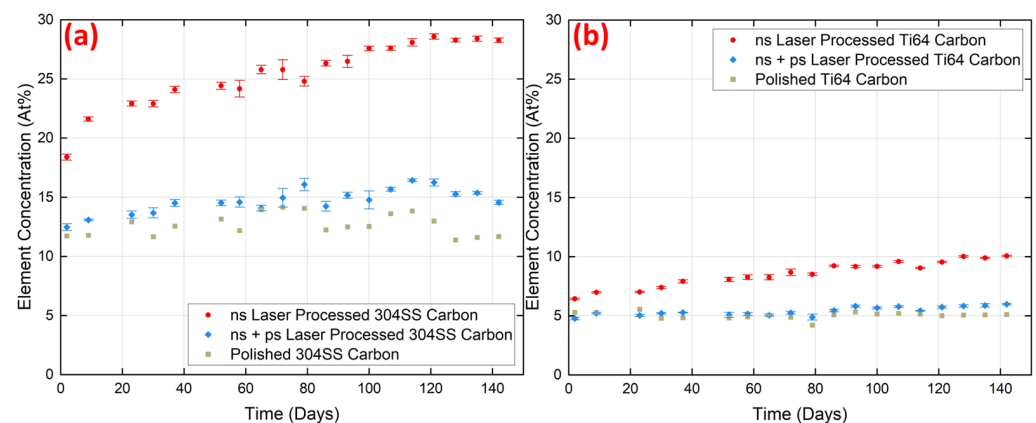 (a)
30
25
20
15
10
5
0
Element Concentration (At%)
ns Laser Processed 304SS Carbon
ns + ps Laser Processed 304SS Carbon
Polished 304SS Carbon
0 20 40 60 80 100 120 140
Time (Days)
(b)
30
25
20
15
10
5
0
Element Concentration (At%)
ns Laser Processed Ti64 Carbon
ns + ps Laser Processed Ti64 Carbon
Polished Ti64 Carbon
0 20 40 60 80 100 120 140
Time (Days)